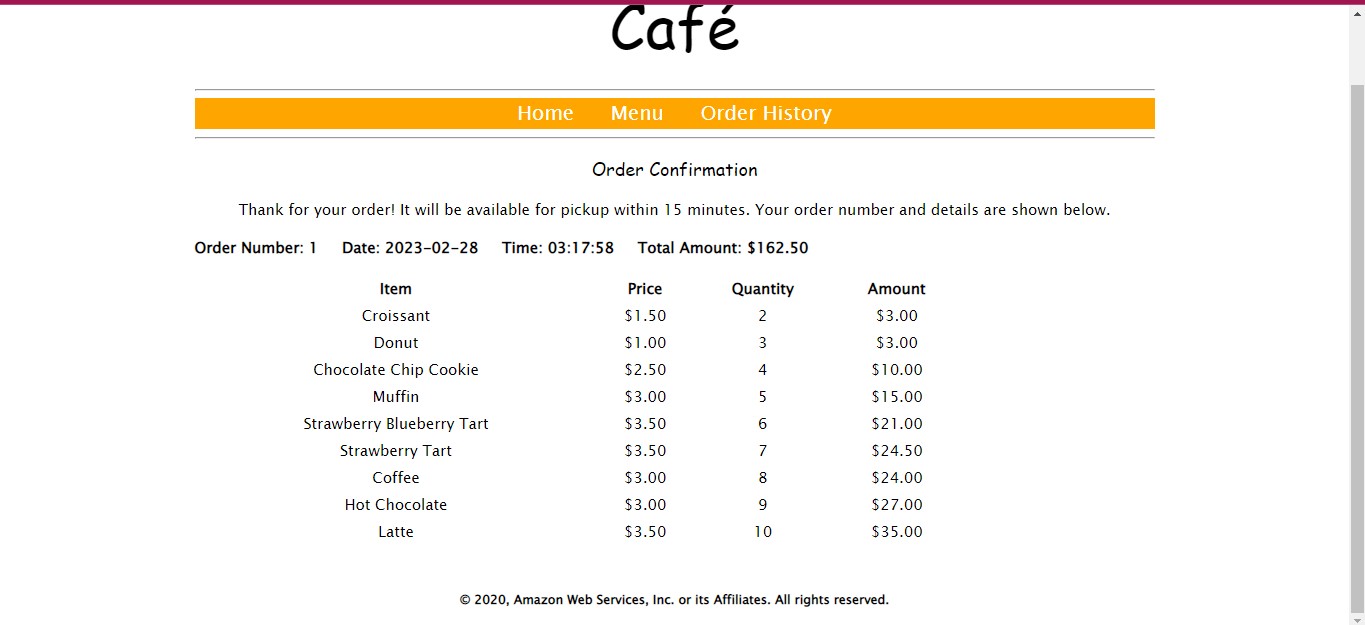 Café
Home Menu Order History
Order Confirmation
Thank for your order! It will be available for pickup within 15 minutes. Your order number and details are shown below.
Order Number: 1 Date: 2023-02-28 Time: 03:17:58 Total Amount: $162.50
Item Price Quantity Amount
Croissant $1.50 2 $3.00
Donut $1.00 3 $3.00
Chocolate Chip Cookie $2.50 4 $10.00
Muffin $3.00 5 $15.00
Strawberry Blueberry Tart $3.50 6 $21.00
Strawberry Tart $3.50 7 $24.50
Coffee $3.00 8 $24.00
Hot Chocolate $3.00 9 $27.00
Latte $3.50 10 $35.00
© 2020, Amazon Web Services, Inc. or its Affiliates. All rights reserved.